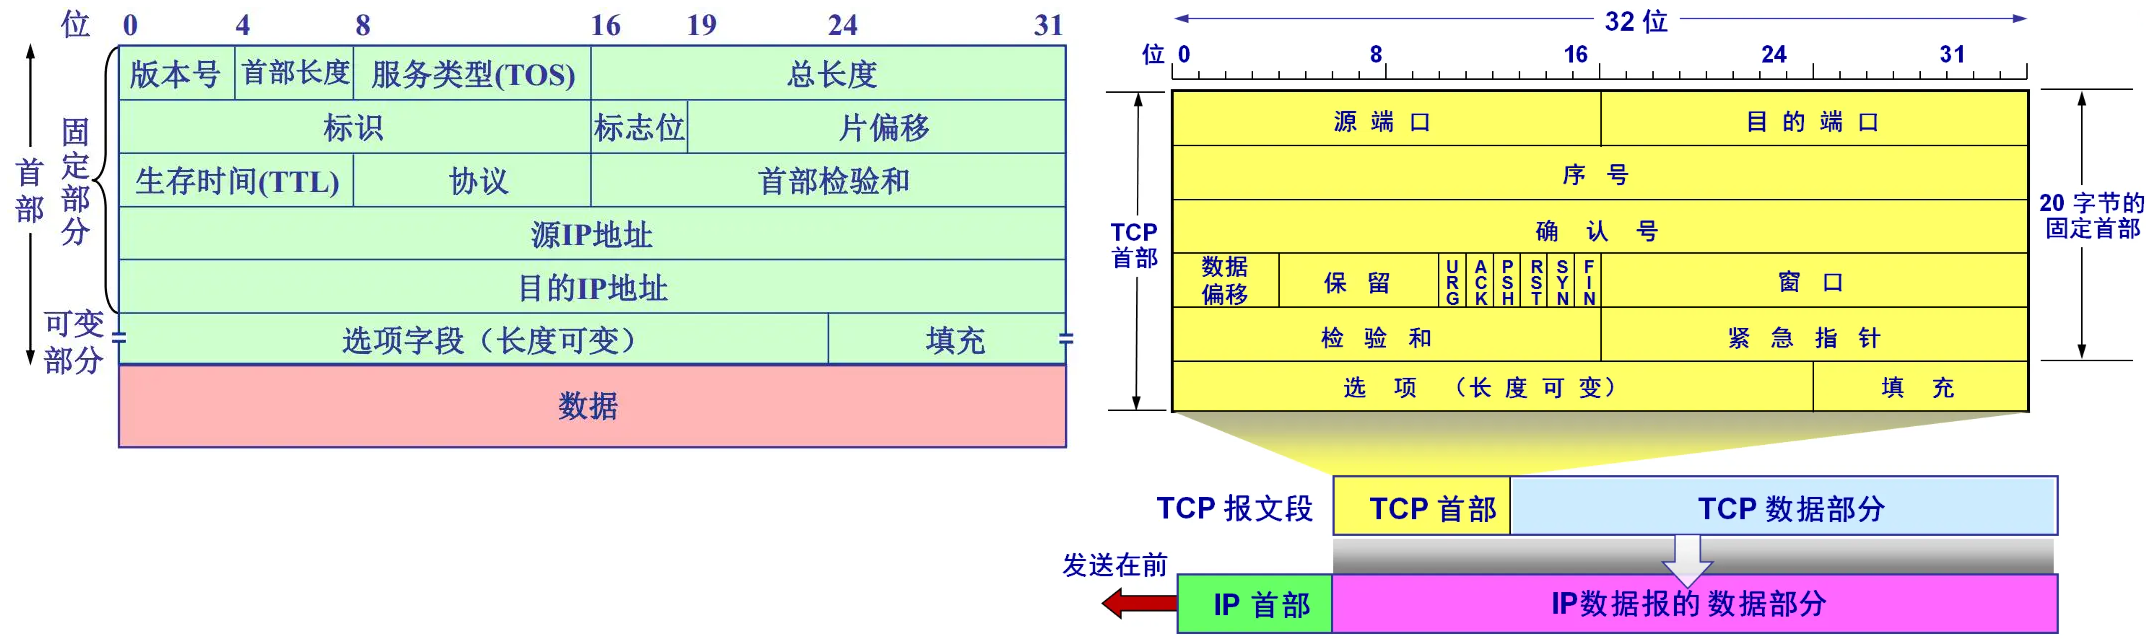 位 0 4 8 16 19 24 31
版本号 首部长度 服务类型(TOS) 总长度
标识 标志位 片偏移
生存时间(TTL) 协议 首部检验和
源IP地址
目的IP地址
选项字段（长度可变） 填充
数据
首部
固定部分
可变
部分
32 位
位 0 8 16 24 31
源端口 目的端口
序号
确认号
数据
偏移
保留
URG
ACK
PSH
RST
SYN
FIN
窗口
检验和 紧急指针
选项 （长度可变） 填充
TCP
首部
20 字节的
固定首部
TCP 报文段 TCP 首部 TCP 数据部分
发送在前
IP 首部 IP数据报的 数据部分